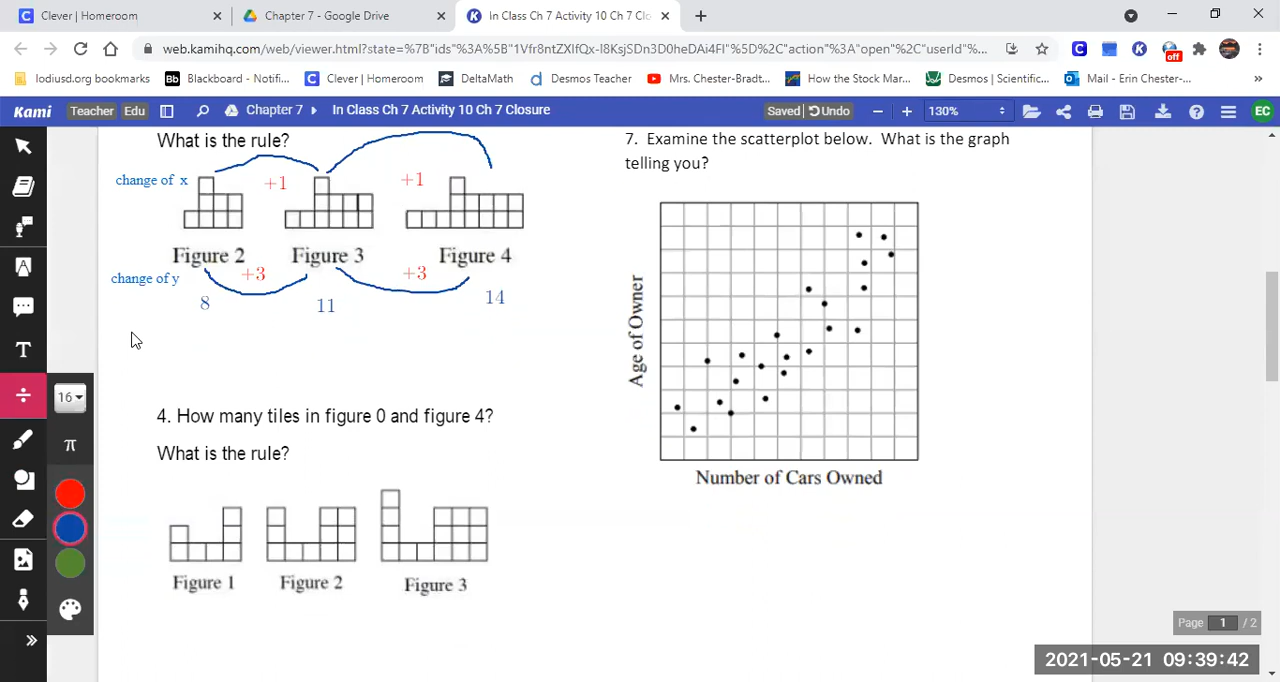 Clever | Homeroom
Chapter 7 - Google Drive
In Class Ch 7 Activity 10 Ch 7 Clo
web.kamihq.com/web/viewer.html?state=%7B"ids"%3A%5B"1Vfr8ntZXlfQx-l8KsjSDn3D0heDAi4Fl"%5D%2C"action"%3A"open"%2C"userId"%...
off
lodiusd.org bookmarks
Bb Blackboard - Notifi...
Clever | Homeroom
DeltaMath
Desmos Teacher
Mrs. Chester-Bradt...
How the Stock Mar...
Desmos | Scientific...
Mail - Erin Chester-...
»
Kami Teacher Edu
Chapter 7
In Class Ch 7 Activity 10 Ch 7 Closure
Saved Undo
130%
EC
What is the rule?
change of x
+1
+1
Figure 2
Figure 3
Figure 4
change of y
+3
+3
8
11
14
4. How many tiles in figure 0 and figure 4?
What is the rule?
Figure 1
Figure 2
Figure 3
7. Examine the scatterplot below. What is the graph
telling you?
Age of Owner
Number of Cars Owned
16
π
T
A
Page 1 / 2
2021-05-21 09:39:42